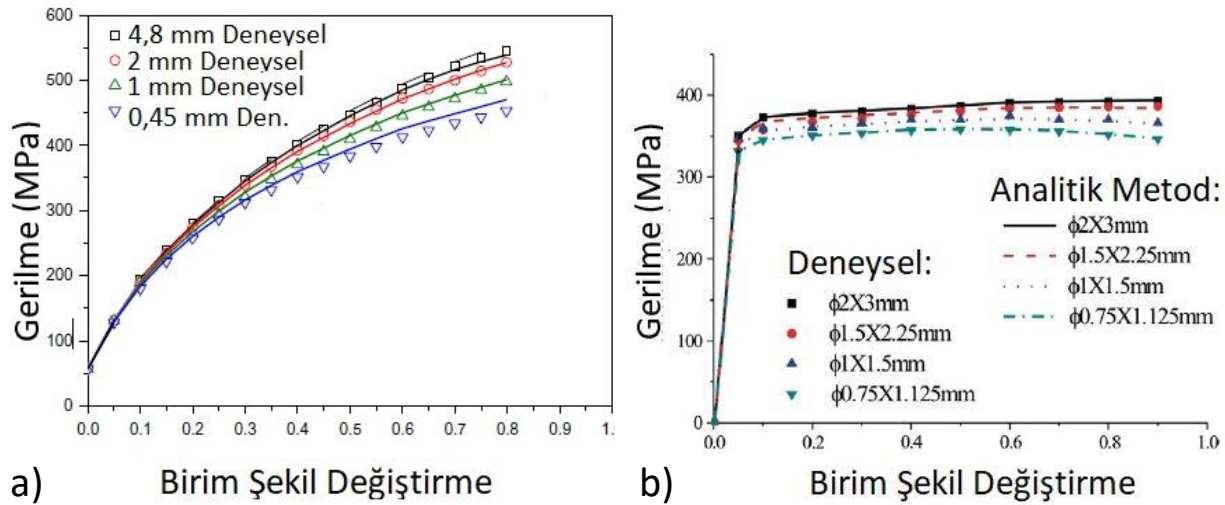 600
500
400
300
200
100
0
0.0
0.1
0.2
0.3
0.4
0.5
0.6
0.7
0.8
1.
4,8 mm Deneysel
2 mm Deneysel
1 mm Deneysel
0,45 mm Den.
Gerilme (MPa)
Birim Şekil Değiştirme
a)
400
300
200
100
0
0.0
0.2
0.4
0.6
0.8
1.0
Gerilme (MPa)
Analitik Metod:
ϕ2X3mm
ϕ1.5X2.25mm
ϕ1X1.5mm
ϕ0.75X1.125mm
Deneysel:
ϕ2X3mm
ϕ1.5X2.25mm
ϕ1X1.5mm
ϕ0.75X1.125mm
Birim Şekil Değiştirme
b)